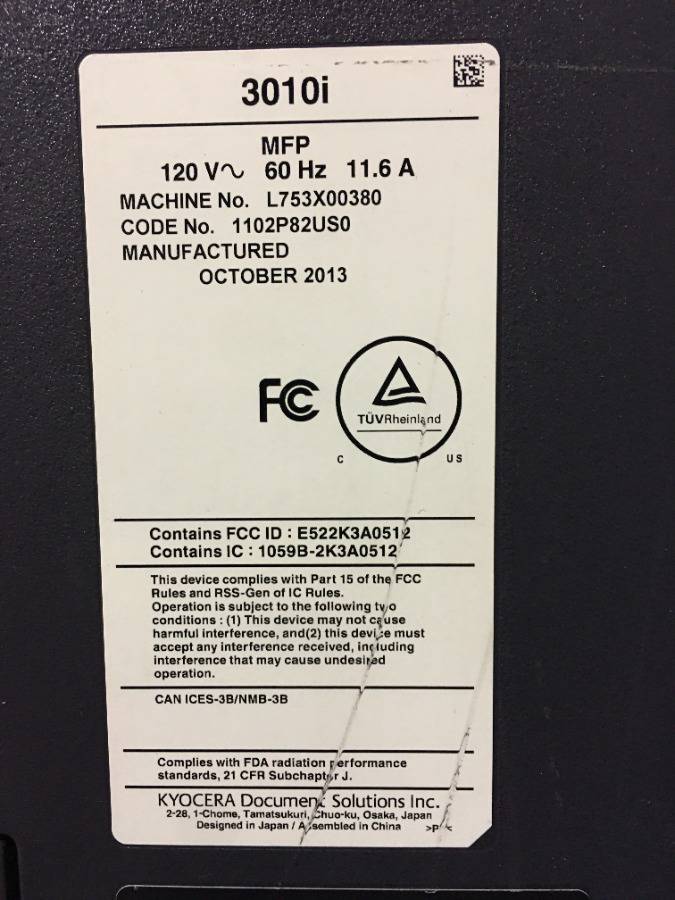 3010i
MFP
120 V∿ 60 Hz 11.6 A
MACHINE No. L753X00380
CODE No. 1102P82US0
MANUFACTURED
OCTOBER 2013
FC
TÜVRheinland
C US
Contains FCC ID : E522K3A0512
Contains IC : 1059B-2K3A0512
This device complies with Part 15 of the FCC
Rules and RSS-Gen of IC Rules.
Operation is subject to the following two
conditions : (1) This device may not cause
harmful interference, and(2) this device must
accept any interference received, including
interference that may cause undesired
operation.
CAN ICES-3B/NMB-3B
Complies with FDA radiation performance
standards, 21 CFR Subchapter J.
KYOCERA Document Solutions Inc.
2-28, 1-Chome, Tamatsukuri, Chuo-ku, Osaka, Japan
Designed in Japan / Assembled in China